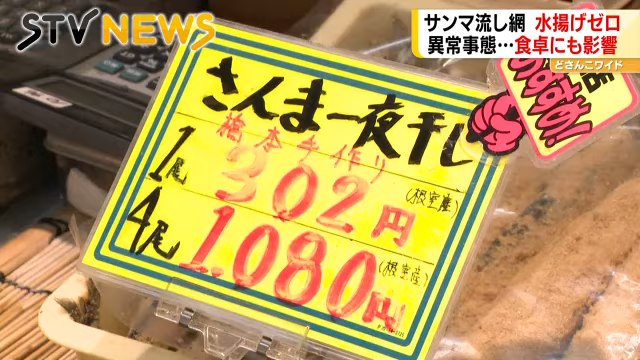 STV NEWS
サンマ流し網 水揚げゼロ
異常事態…食卓にも影響
どさんこワイド
店
おすすめ!
さんま一夜干し
橋本手作り
1尾 302円 (根室産)
4尾 1,080円 (根室産)